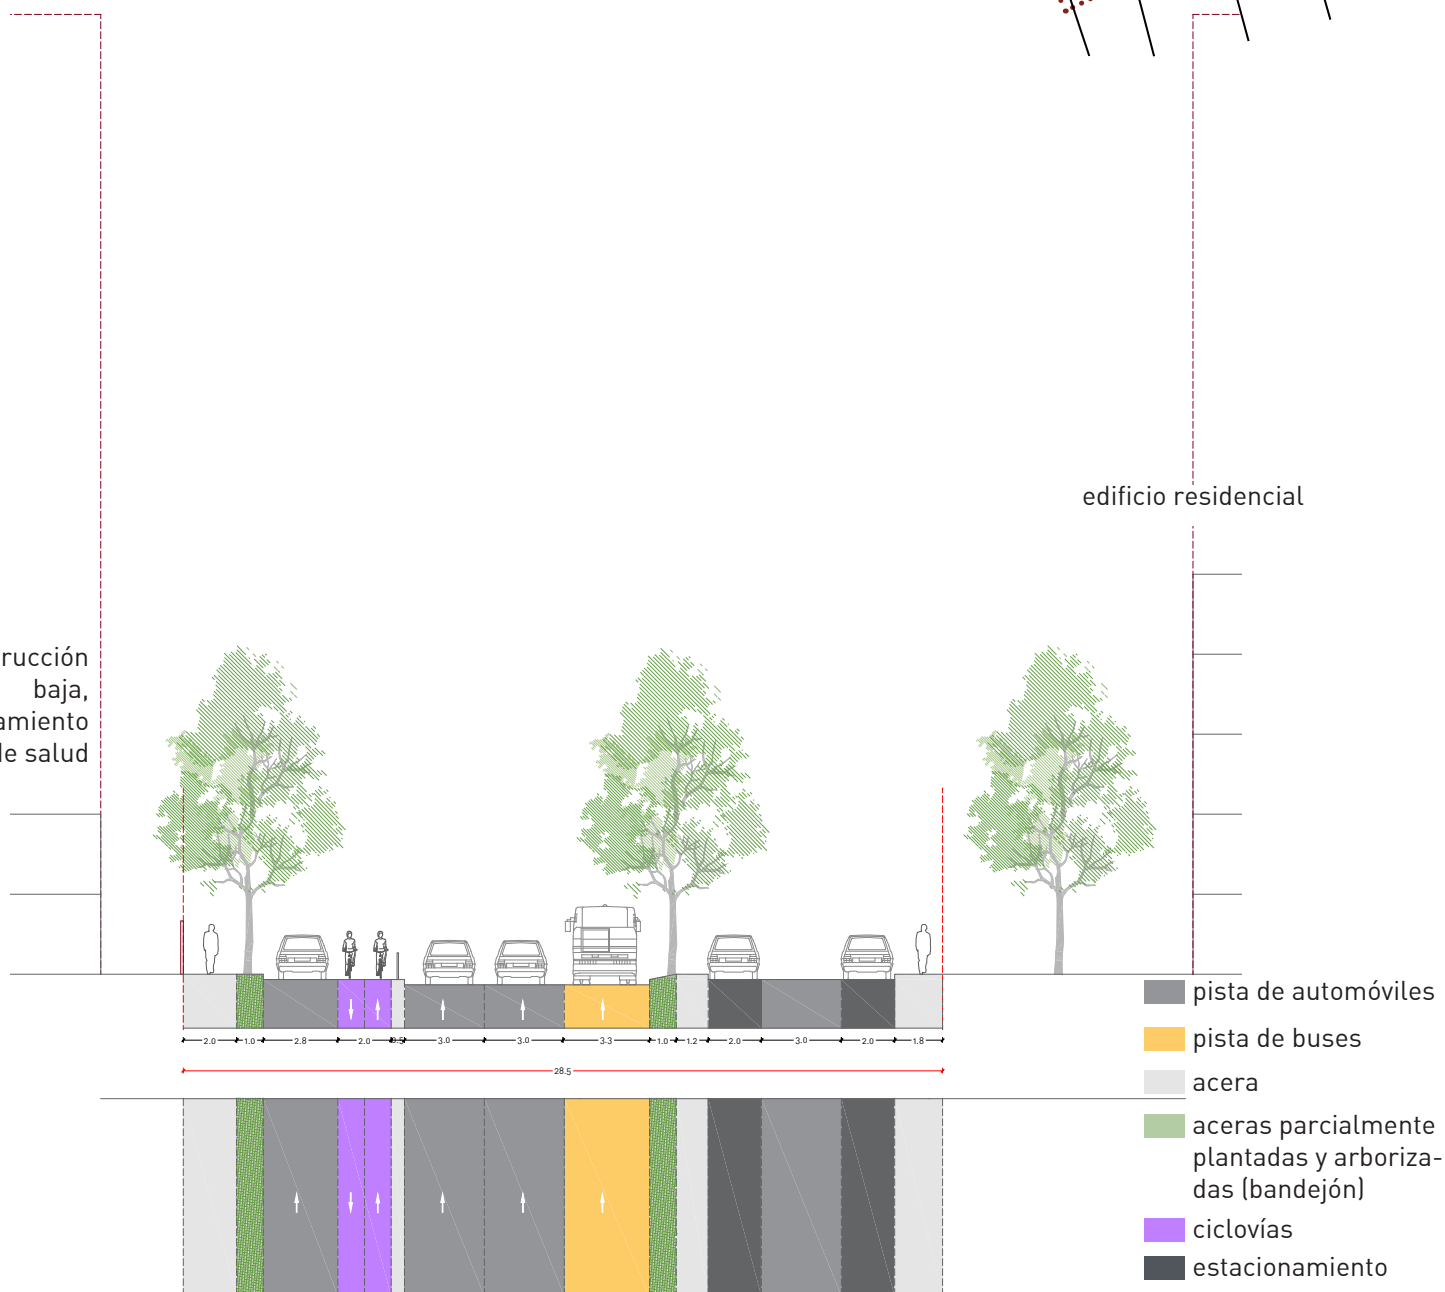 edificio residencial
rucción
baja,
amiento
de salud
2.0 1.0 2.8 2.0 0.5 3.0 3.0 3.3 1.0 1.2 2.0 3.0 2.0 1.8
28.5
pista de automóviles
pista de buses
acera
aceras parcialmente
plantadas y arboriza-
das (bandejón)
ciclovías
estacionamiento